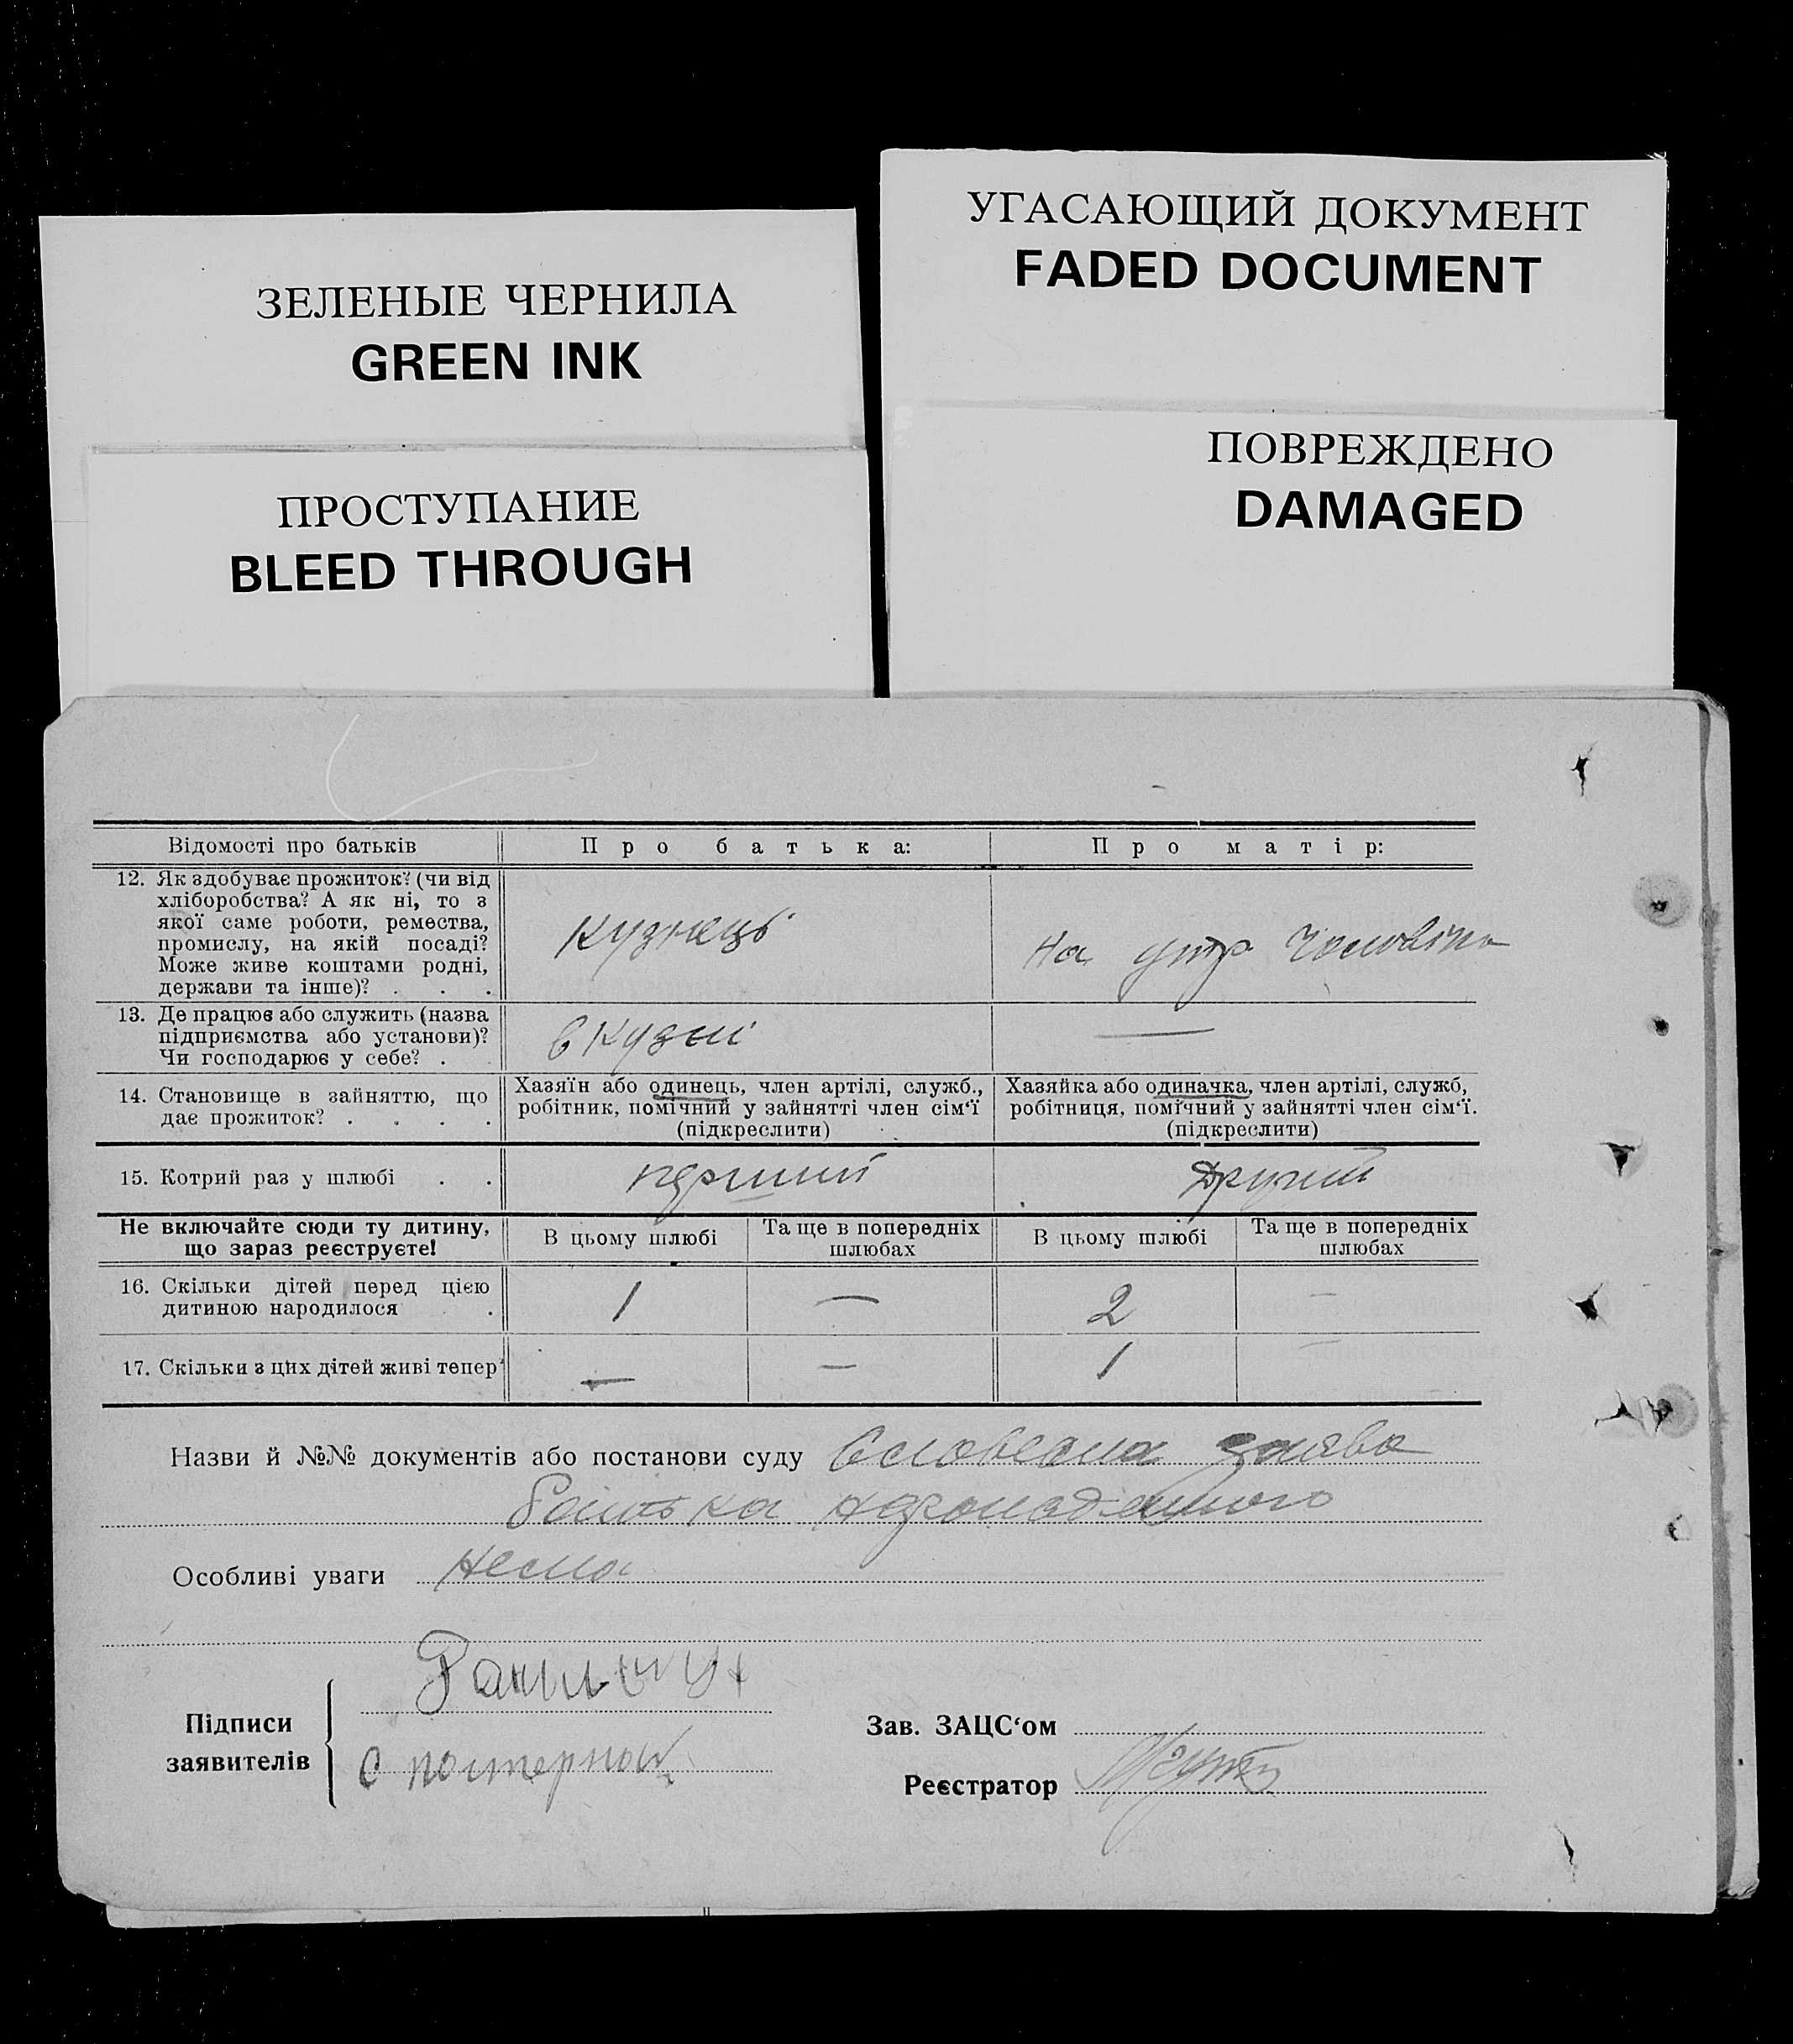 УГАСАЮЩИЙ ДОКУМЕНТ
FADED DOCUMENT
ЗЕЛЕНЫЕ ЧЕРНИЛА
GREEN INK
ПОВРЕЖДЕНО
DAMAGED
ПРОСТУПАНИЕ
BLEED THROUGH
Відомості про батьків
Про батька:
Про матір:
12. Як здобуває прожиток? (чи від
хліборобства? А як ні, то з
якої саме роботи, ремества,
промислу, на якій посаді?
Може живе коштами родні,
держави та інше)? . . .
Кузнець
на утр чоловіка
13. Де працює або служить (назва
підприємства або установи)?
Чи господарює у себе? .
в кузні
—
14. Становище в зайняттю, що
дає прожиток? . . . .
Хазяїн або одинець, член артілі, служб.,
робітник, помічний у зайнятті член сім'ї
(підкреслити)
Хазяйка або одиначка, член артілі, служб,
робітниця, помічний у зайнятті член сім'ї.
(підкреслити)
15. Котрий раз у шлюбі . .
перший
Другий
Не включайте сюди ту дитину,
що зараз реєструєте!
В цьому шлюбі
Та ще в попередніх
шлюбах
В цьому шлюбі
Та ще в попередніх
шлюбах
16. Скільки дітей перед цією
дитиною народилося .
1
—
2
—
17. Скільки з цих дітей живі тепер
—
—
1
—
Назви й №№ документів або постанови суду Словесна заява
батька
Особливі уваги нема
Підписи
заявителів
Зав. ЗАЦС'ом
Реєстратор